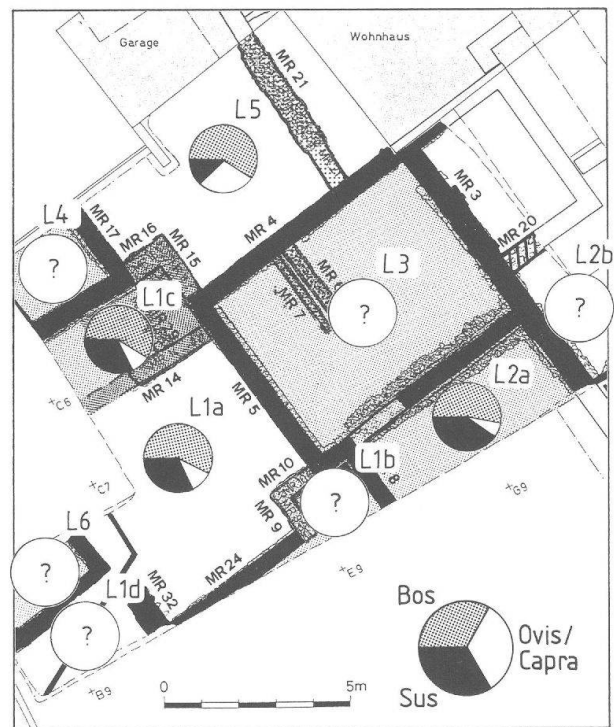 Garage
Wohnhaus
MR 21
L5
MR 3
L4
MR 17
MR 16
MR 15
MR 4
MR 20
L2b
L3
?
MR 7
?
?
L1c
MR 14
MR 5
L2a
C6
L1a
L1b
8
MR 10
?
G9
C7
MR 9
L6
?
L1d
MR 32
MR 24
E9
Bos
Ovis/
Capra
?
B9
0
5m
Sus